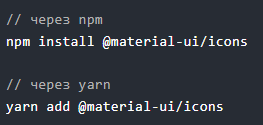 // через npm
npm install @material-ui/icons
// через yarn
yarn add @material-ui/icons